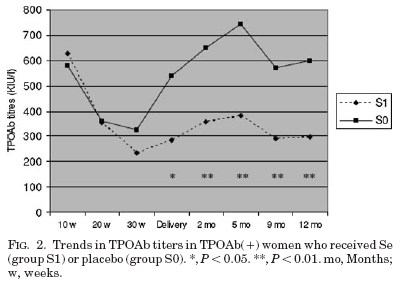 800
700
600
500
400
300
200
100
0
TPOAb titres (KIU/l)
* ** ** ** **
10 w 20 w 30 w Delivery 2 mo 5 mo 9 mo 12 mo
S1
S0
FIG. 2. Trends in TPOAb titers in TPOAb(+) women who received Se
(group S1) or placebo (group S0). *, P < 0.05. **, P < 0.01. mo, Months;
w, weeks.